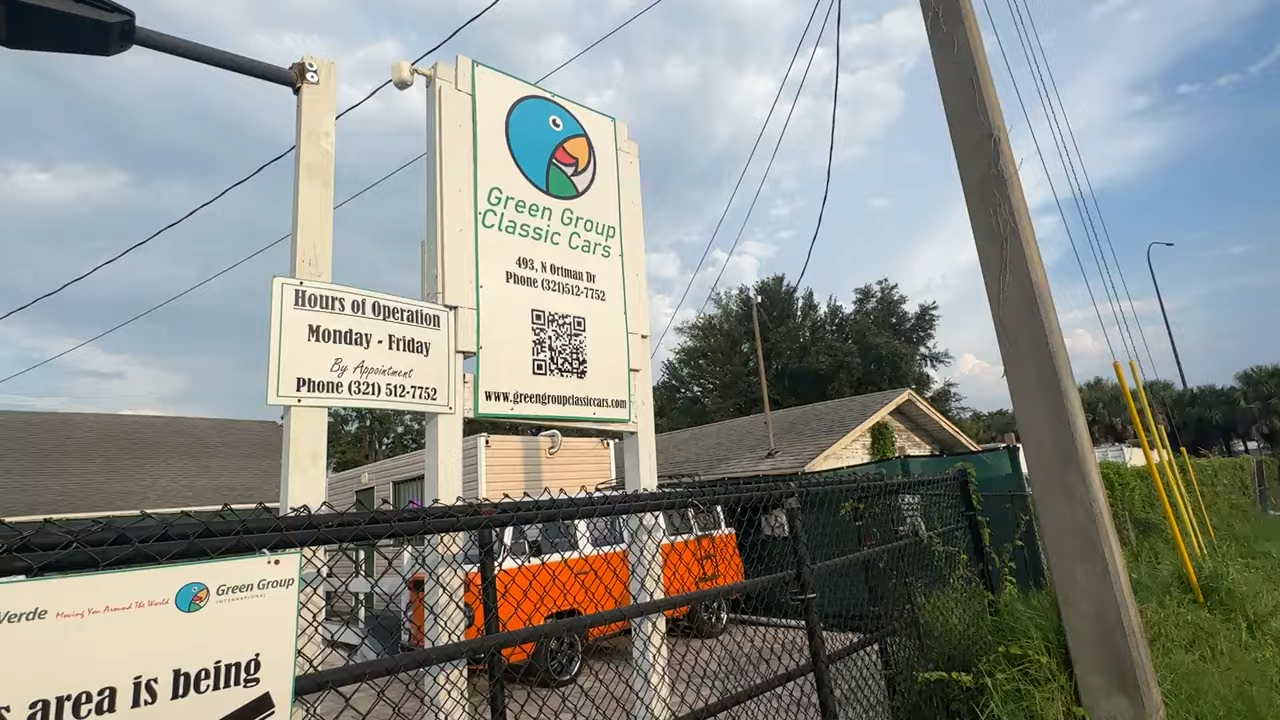 Green Group
Classic Cars
493, N Ortman Dr
Phone (321)512-7752
www.greengroupclassiccars.com
Hours of Operation
Monday - Friday
By Appointment
Phone (321) 512-7752
Verde Moving You Around The World Green Group
INTERNATIONAL
area is being